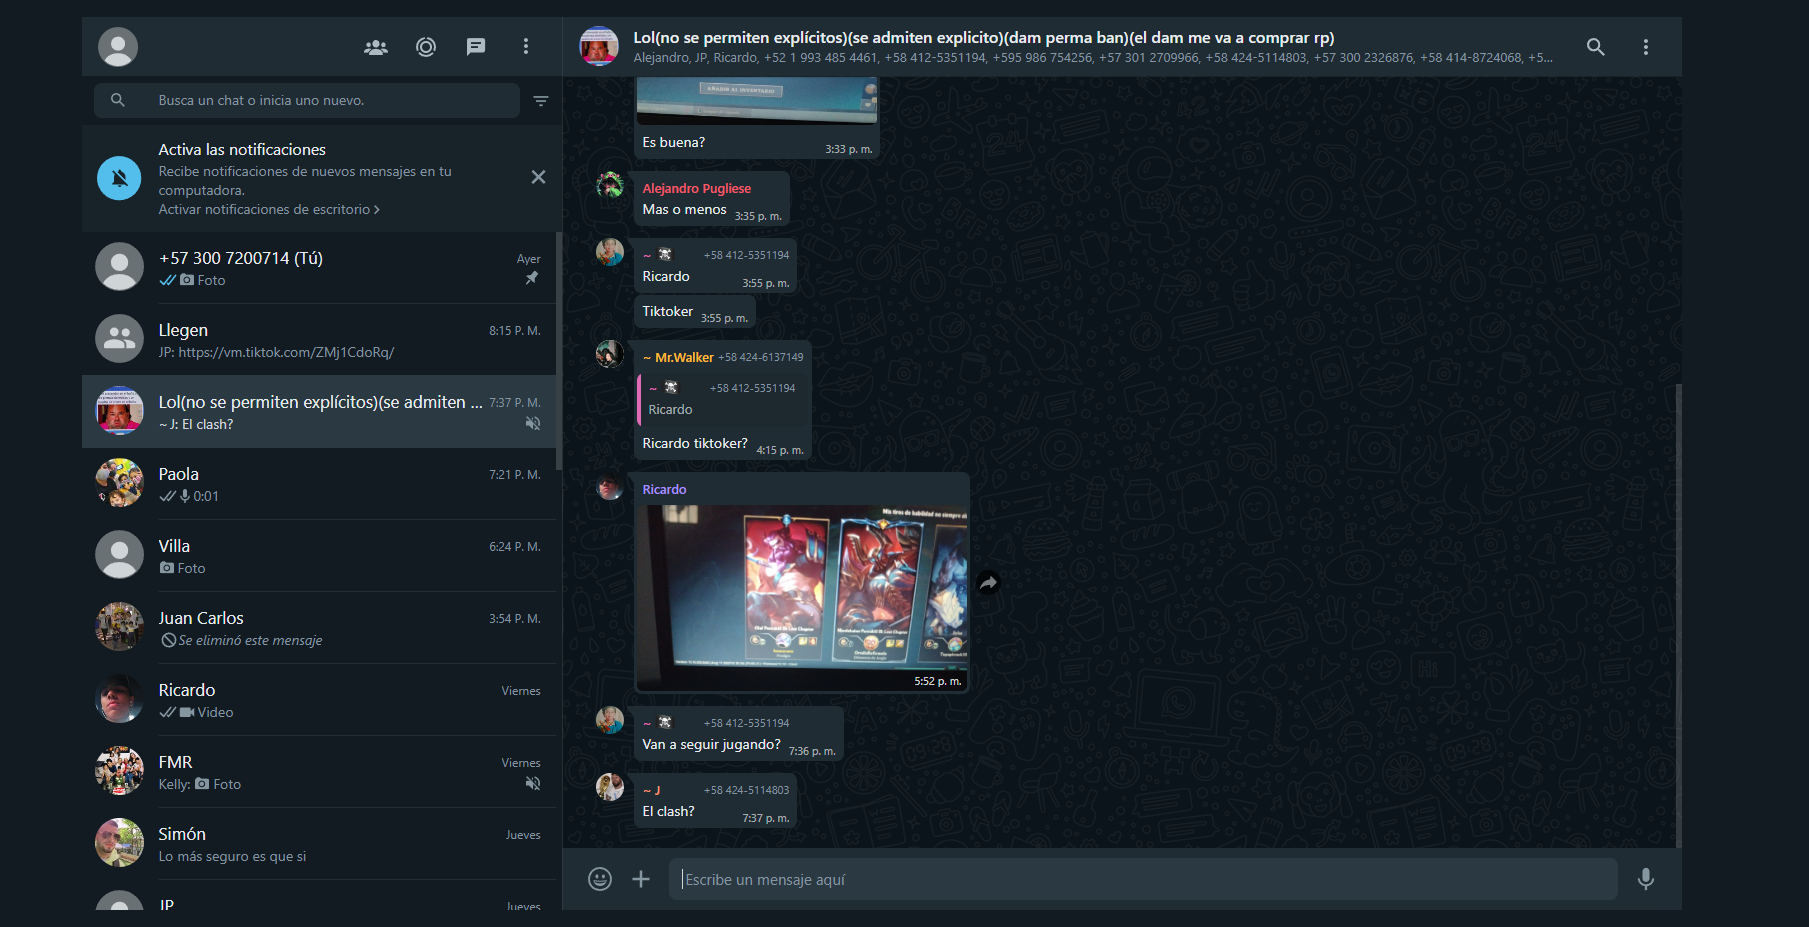 Busca un chat o inicia uno nuevo.
Activa las notificaciones
Recibe notificaciones de nuevos mensajes en tu
computadora.
Activar notificaciones de escritorio >
+57 300 7200714 (Tú)
Ayer
Foto
Llegen
8:15 P. M.
JP: https://vm.tiktok.com/ZMj1CdoRq/
Lol(no se permiten explícitos)(se admiten ...
7:37 P. M.
~ J: El clash?
Paola
7:21 P. M.
0:01
Villa
6:24 P. M.
Foto
Juan Carlos
3:54 P. M.
Se eliminó este mensaje
Ricardo
Viernes
Video
FMR
Viernes
Kelly: Foto
Simón
Jueves
Lo más seguro es que si
JP
Jueves
Lol(no se permiten explícitos)(se admiten explicito)(dam perma ban)(el dam me va a comprar rp)
Alejandro, JP, Ricardo, +52 1 993 485 4461, +58 412-5351194, +595 986 754256, +57 301 2709966, +58 424-5114803, +57 300 2326876, +58 414-8724068, +5...
AÑADIR AL INVENTARIO
Es buena?
3:33 p. m.
Alejandro Pugliese
Mas o menos
3:35 p. m.
~ ☠ +58 412-5351194
Ricardo
3:55 p. m.
Tiktoker
3:55 p. m.
~ Mr.Walker +58 424-6137149
~ ☠ +58 412-5351194
Ricardo
Ricardo tiktoker?
4:15 p. m.
Ricardo
Mis tiros de habilidad no siempre
5:52 p. m.
~ ☠ +58 412-5351194
Van a seguir jugando?
7:36 p. m.
~ J +58 424-5114803
El clash?
7:37 p. m.
Escribe un mensaje aquí